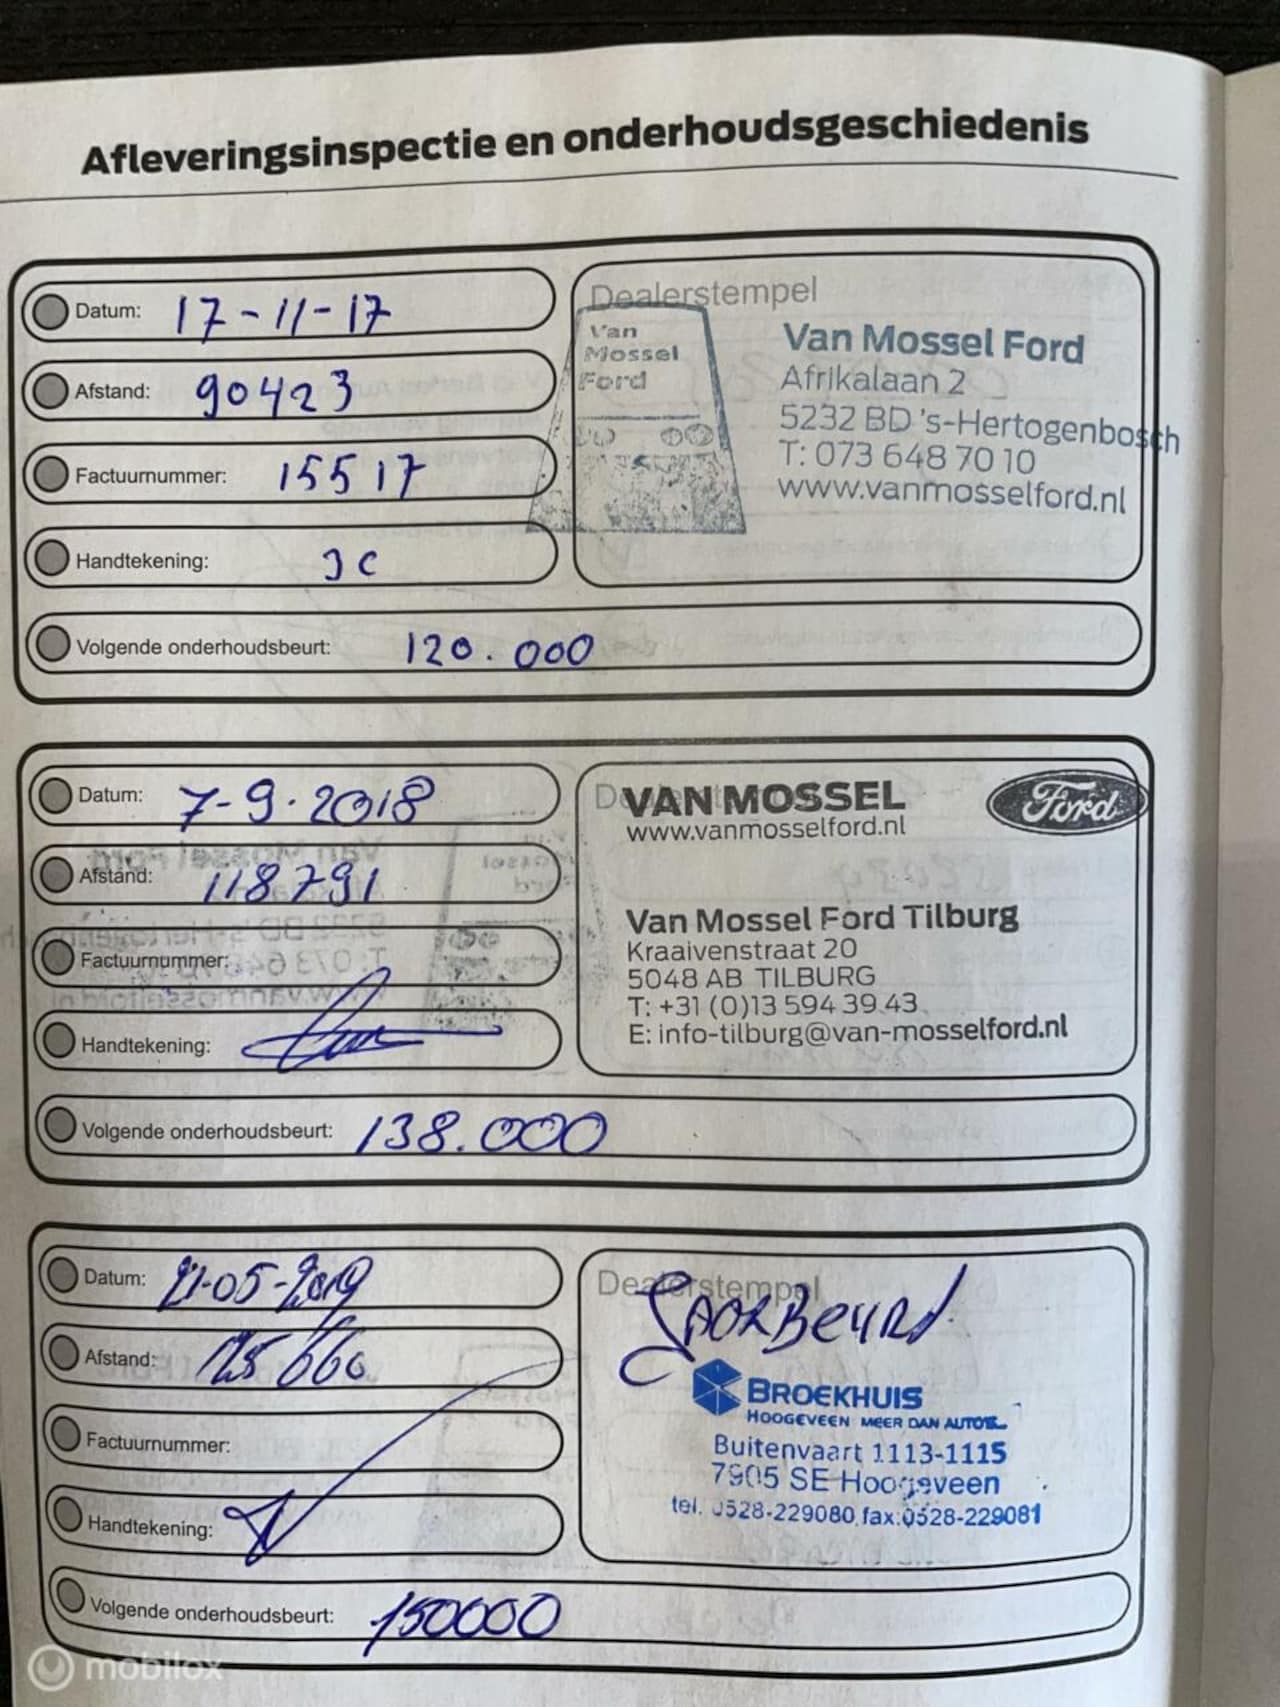 Afleveringsinspectie en onderhoudsgeschiedenis
Datum: 17-11-17
Afstand: 90423
Factuurnummer: 15517
Handtekening: JC
Volgende onderhoudsbeurt: 120.000
Dealerstempel
Van
Mossel
Ford
Van Mossel Ford
Afrikalaan 2
5232 BD 's-Hertogenbosch
T: 073 648 70 10
www.vanmosselford.nl
Datum: 7-9-2018
Afstand: 118791
Factuurnummer:
Handtekening:
Volgende onderhoudsbeurt: 138.000
VAN MOSSEL
www.vanmosselford.nl
Ford
Van Mossel Ford Tilburg
Kraaivenstraat 20
5048 AB TILBURG
T: +31 (0)13 594 39 43
E: info-tilburg@van-mosselford.nl
Datum: 21-05-2019
Afstand:
Factuurnummer:
Handtekening:
Volgende onderhoudsbeurt: 150000
Dealerstempel
BROEKHUIS
HOOGEVEEN MEER DAN AUTO'S
Buitenvaart 1113-1115
7905 SE Hoogeveen
tel. 0528-229080, fax: 0528-229081
mobilox